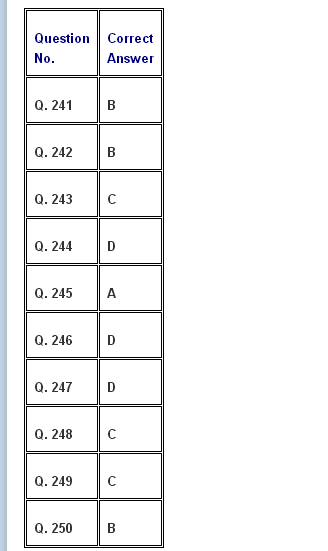 Question No. Correct Answer
Q. 241 B
Q. 242 B
Q. 243 C
Q. 244 D
Q. 245 A
Q. 246 D
Q. 247 D
Q. 248 C
Q. 249 C
Q. 250 B